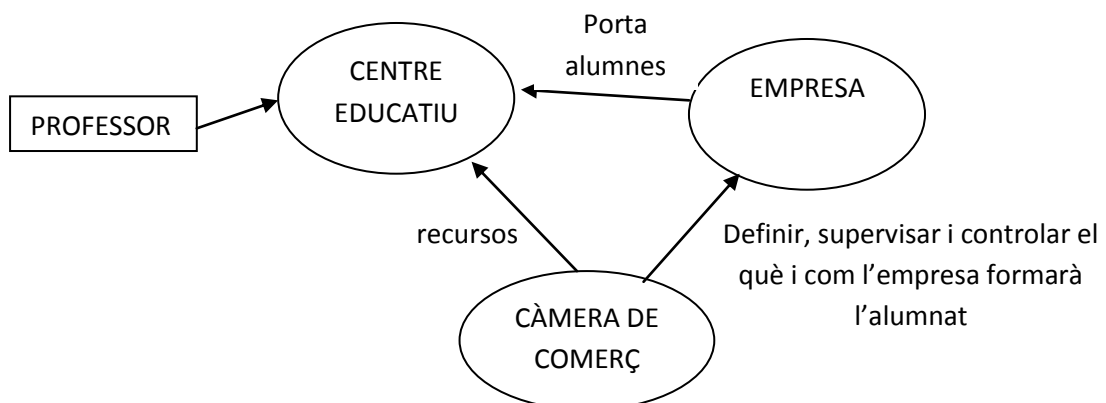 Porta
alumnes
CENTRE
EDUCATIU
EMPRESA
PROFESSOR
recursos
Definir, supervisar i controlar el
què i com l’empresa formarà
l’alumnat
CÀMERA DE
COMERÇ